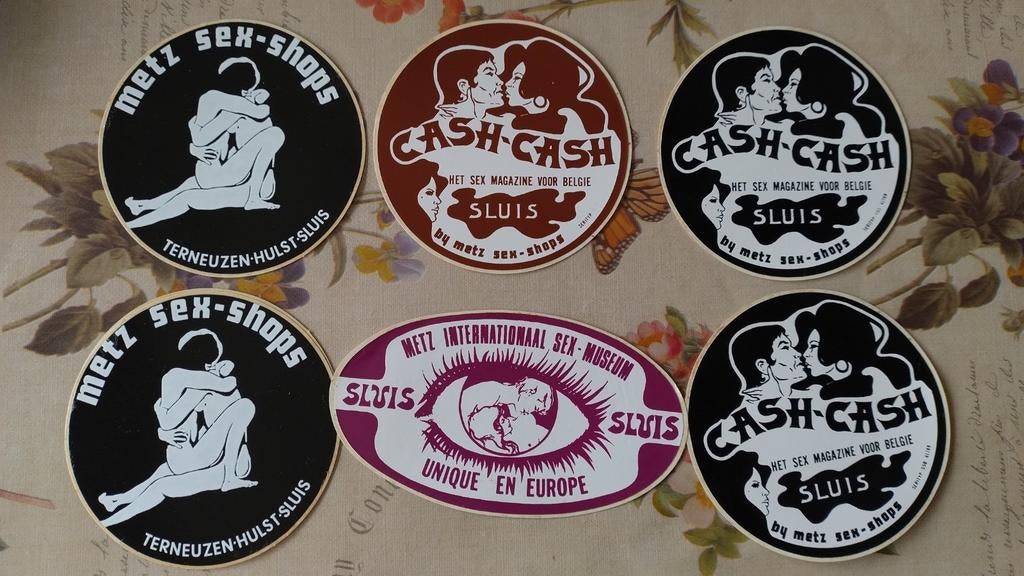 metz sex-shops
TERNEUZEN·HULST·SLUIS
CASH-CASH
HET SEX MAGAZINE VOOR BELGIE
SLUIS
by metz sex-shops
CASH-CASH
HET SEX MAGAZINE VOOR BELGIE
SLUIS
by metz sex-shops
metz sex-shops
TERNEUZEN·HULST·SLUIS
METZ INTERNATIONAAL SEX-MUSEUM
SLUIS
SLUIS
UNIQUE EN EUROPE
CASH-CASH
HET SEX MAGAZINE VOOR BELGIE
SLUIS
by metz sex-shops